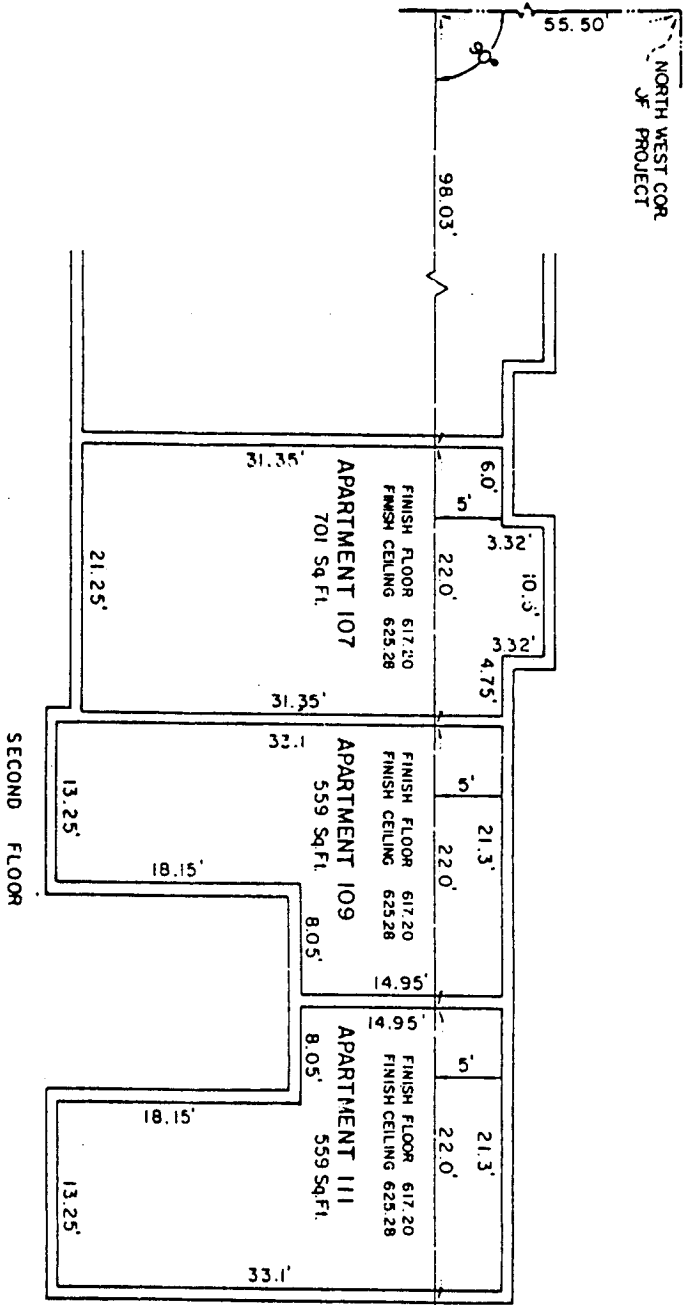 NORTH WEST COR
OF PROJECT
55.50'
98.03'
6.0'
5'
3.32'
3.32'
4.75'
22.0'
FINISH FLOOR 617.20
FINISH CEILING 625.28
APARTMENT 107
701 Sq. Ft.
31.35'
31.35'
21.25'
5'
21.3'
22.0'
FINISH FLOOR 617.20
FINISH CEILING 625.28
APARTMENT 109
559 Sq.Ft.
33.1
14.95'
8.05'
18.15'
13.25'
5'
21.3'
22.0'
FINISH FLOOR 617.20
FINISH CEILING 625.28
APARTMENT 111
559 Sq.Ft.
14.95'
8.05'
18.15'
33.1'
13.25'
SECOND FLOOR